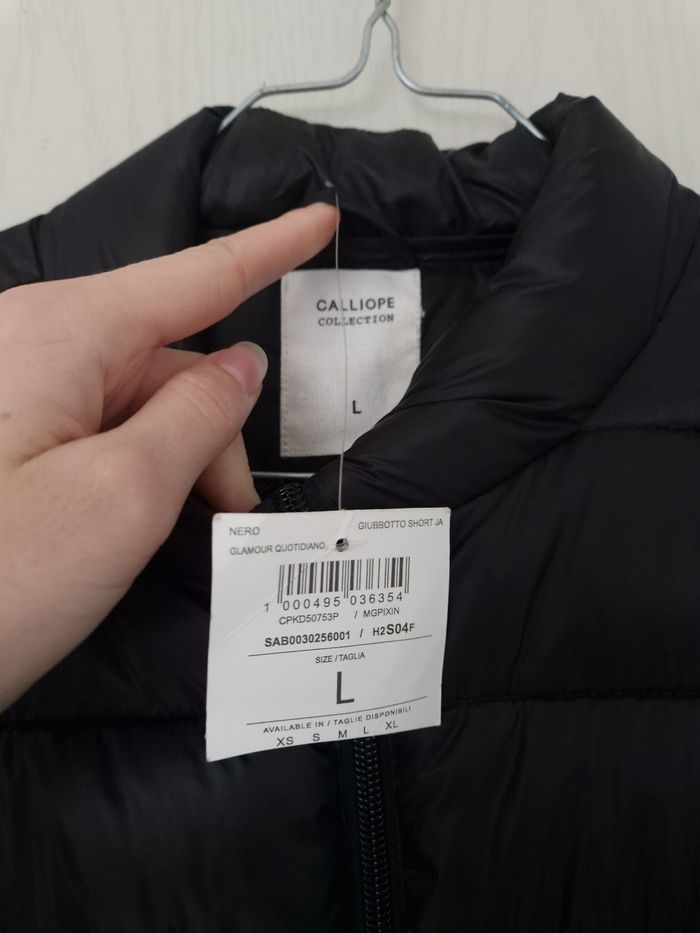 CALLIOPE
COLLECTION
L
NERO GIUBBOTTO SHORT JA
GLAMOUR QUOTIDIANO
1 000495 036354
CPKD50753P / MGPIXIN
SAB0030256001 / H2S04F
SIZE / TAGLIA
L
AVAILABLE IN / TAGLIE DISPONIBILI
XS S M L XL